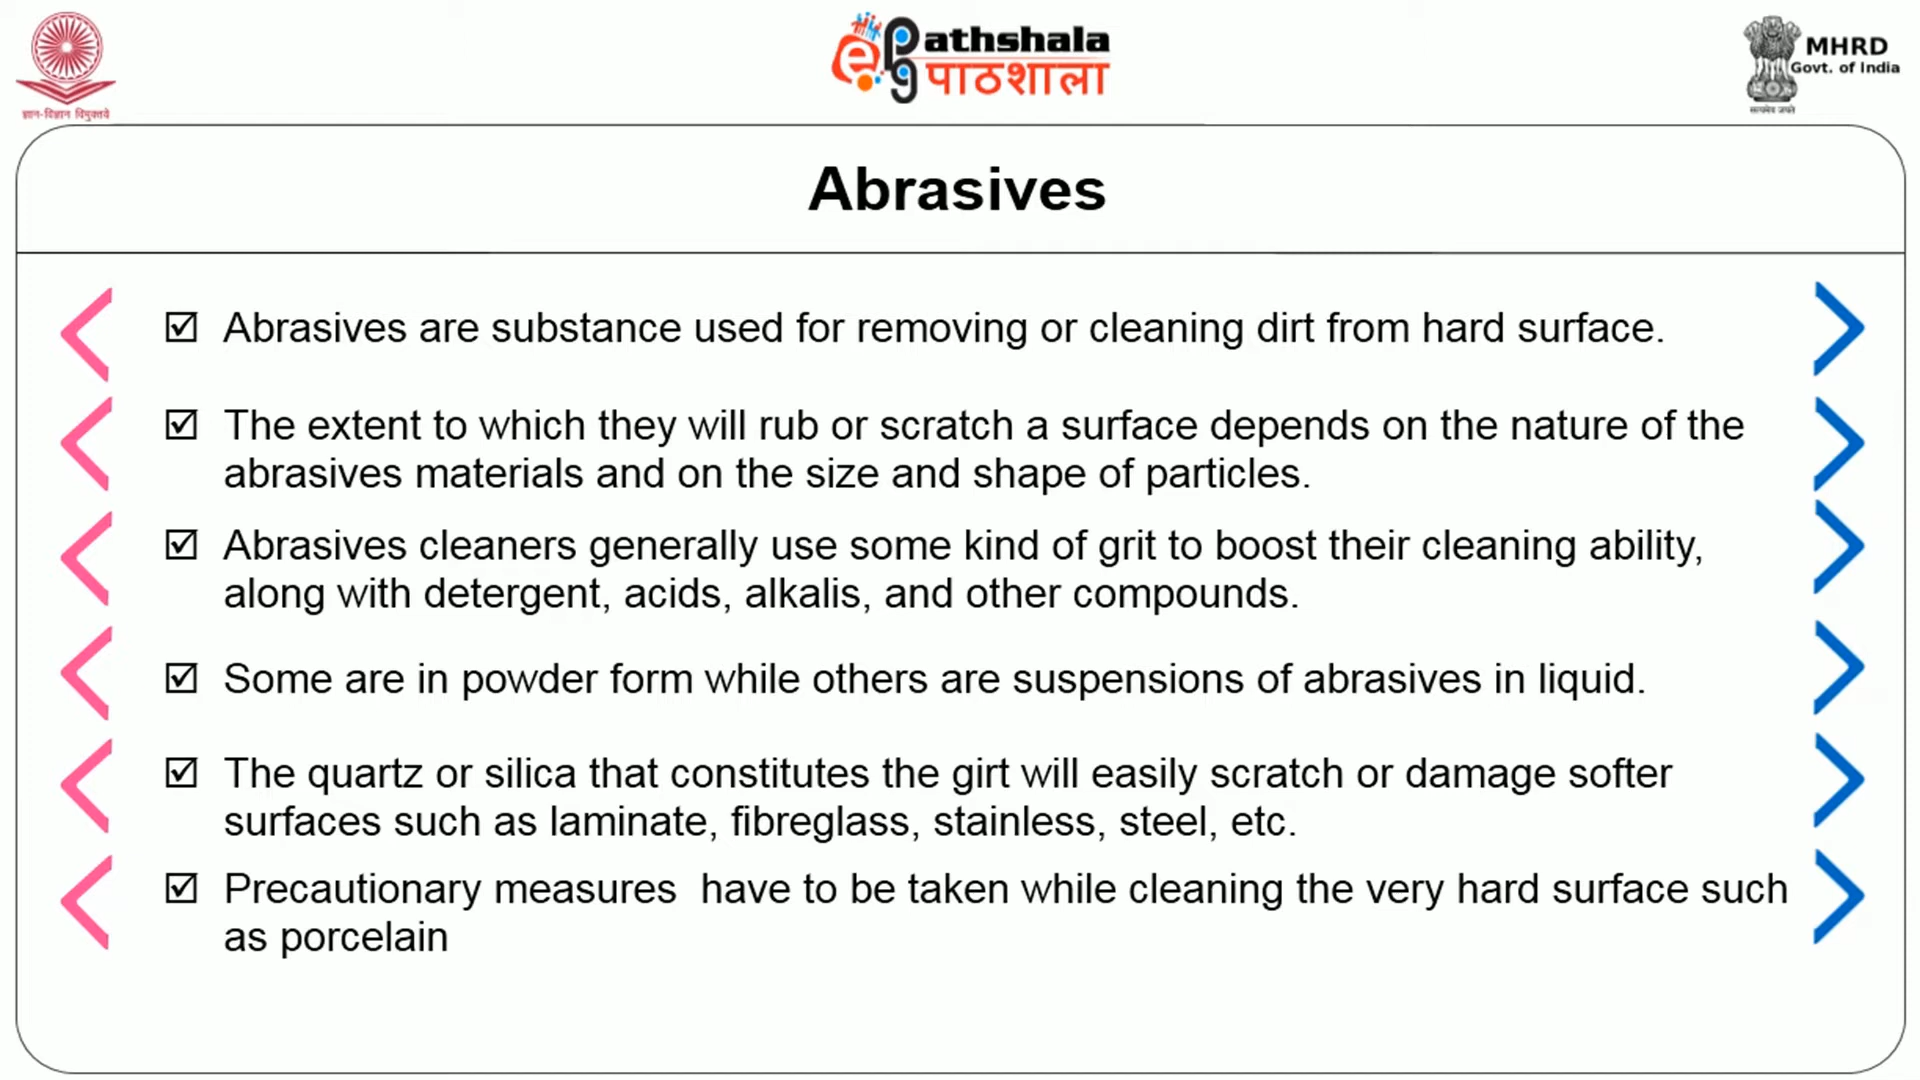 ज्ञान-विज्ञान विमुक्तये
ePathshala
pg पाठशाला
MHRD
Govt. of India
सत्यमेव जयते
Abrasives
☑ Abrasives are substance used for removing or cleaning dirt from hard surface.
☑ The extent to which they will rub or scratch a surface depends on the nature of the
abrasives materials and on the size and shape of particles.
☑ Abrasives cleaners generally use some kind of grit to boost their cleaning ability,
along with detergent, acids, alkalis, and other compounds.
☑ Some are in powder form while others are suspensions of abrasives in liquid.
☑ The quartz or silica that constitutes the girt will easily scratch or damage softer
surfaces such as laminate, fibreglass, stainless, steel, etc.
☑ Precautionary measures  have to be taken while cleaning the very hard surface such
as porcelain